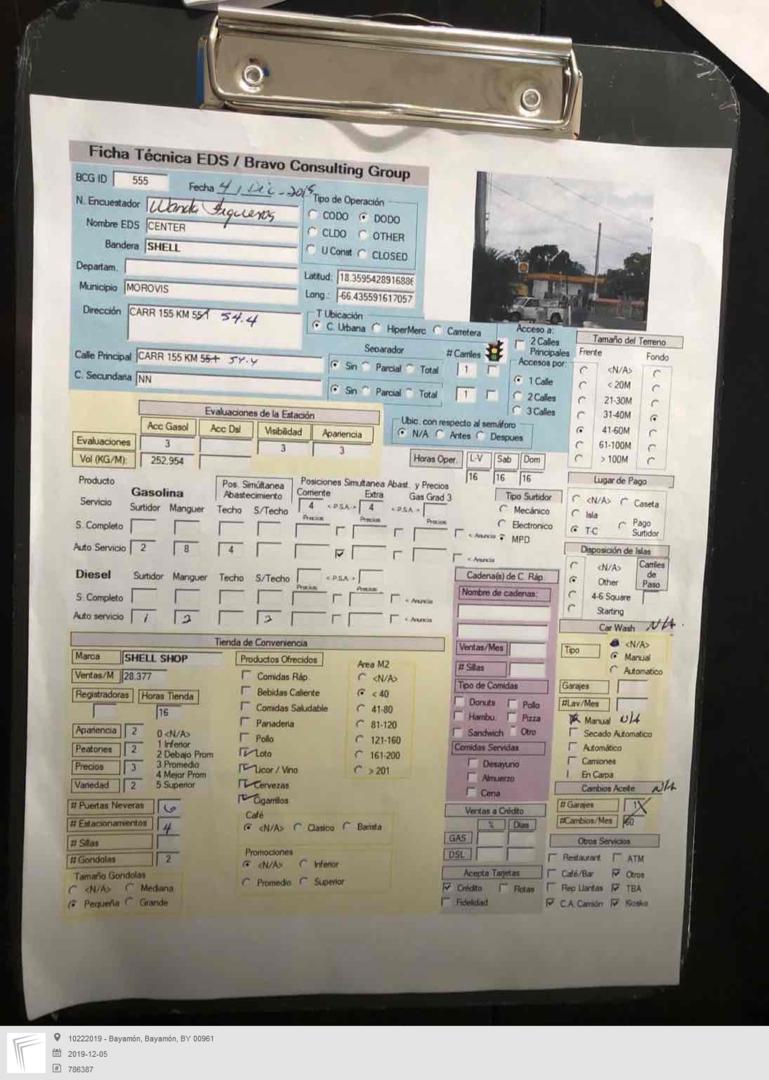 Ficha Técnica EDS / Bravo Consulting Group
BCG ID 555 Fecha 4, Dic-2019
N. Encuestador Wanda Figueroa
Nombre EDS CENTER
Bandera SHELL
Departam.
Municipio MOROVIS
Tipo de Operación
CODO DODO
CLDO OTHER
U Const CLOSED
Latitud: 18.359542891688
Long.: -66.435591617057
Dirección CARR 155 KM 54.4
T Ubicación
C. Urbana HiperMerc Carretera
Calle Principal CARR 155 KM 54.4
C. Secundaria NN
Separador # Carriles
Sin Parcial Total 1
Sin Parcial Total 1
Acceso a:
2 Calles Principales
Accesos por:
1 Calle
2 Calles
3 Calles
Tamaño del Terreno
Frente Fondo
<N/A>
< 20M
21-30M
31-40M
41-60M
61-100M
> 100M
Evaluaciones de la Estación
Acc Gasol Acc Dsl Visibilidad Apariencia
Evaluaciones 3 3 3
Vol (KG/M): 252.954
Ubic. con respecto al semáforo
N/A Antes Despues
Horas Oper. L-V Sab Dom
16 16 16
Producto
Servicio Gasolina
Surtidor Manguer
Pos. Simúltanea Abastecimiento
Techo S/Techo
Posiciones Simultanea Abast. y Precios
Corriente Extra Gas Grad 3
4 < P.S.A. > 4 < P.S.A. >
Precios Precios Precios
S. Completo < Anuncio
Auto Servicio 2 8 4 < Anuncio
Tipo Surtidor
Mecánico
Electronico
MPD
Lugar de Pago
<N/A> Caseta
Isla
T-C Pago Surtidor
Diesel Surtidor Manguer Techo S/Techo < P.S.A. >
Precios Precios
S. Completo < Anuncio
Auto servicio 1 2 2 < Anuncio
Disposición de Islas
<N/A>
Other
4-6 Square
Starting
Carriles de Paso
Cadena(s) de C. Ráp.
Nombre de cadenas:
Ventas/Mes
# Sillas
Tipo de Comidas
Donuts Pollo
Hambu. Pizza
Sandwich Otro
Comidas Servidas
Desayuno
Almuerzo
Cena
Car Wash N/A.
Tipo <N/A>
Manual
Automatico
Garajes
#Lav/Mes
Manual N/A
Secado Automatico
Automático
Camiones
En Carpa
Cambios Aceite N/A
# Garajes
#Cambios/Mes 60
Tienda de Conveniencia
Marca SHELL SHOP
Ventas/M 28.377
Registradoras Horas Tienda
16
Apariencia 2
Peatones 2
Precios 3
Variedad 2
0 <N/A>
1 Inferior
2 Debajo Prom
3 Promedio
4 Mejor Prom
5 Superior
# Puertas Neveras 6
# Estacionamientos 4
# Sillas
# Gondolas 2
Tamaño Gondolas
<N/A> Mediana
Pequeña Grande
Productos Ofrecidos
Comidas Ráp.
Bebidas Caliente
Comidas Saludable
Panaderia
Pollo
Loto
Licor / Vino
Cervezas
Cigarrillos
Area M2
<N/A>
< 40
41-80
81-120
121-160
161-200
> 201
Café
<N/A> Clasico Barista
Promociones
<N/A> Inferior
Promedio Superior
Ventas a Crédito
% Dias
GAS
DSL
Acepta Tarjetas
Crédito Flotas
Fidelidad
Otros Servicios
Restaurant ATM
Café/Bar Otros
Rep Llantas TBA
C.A. Camión Kiosko
10222019 - Bayamón, Bayamón, BY 00961
2019-12-05
786387